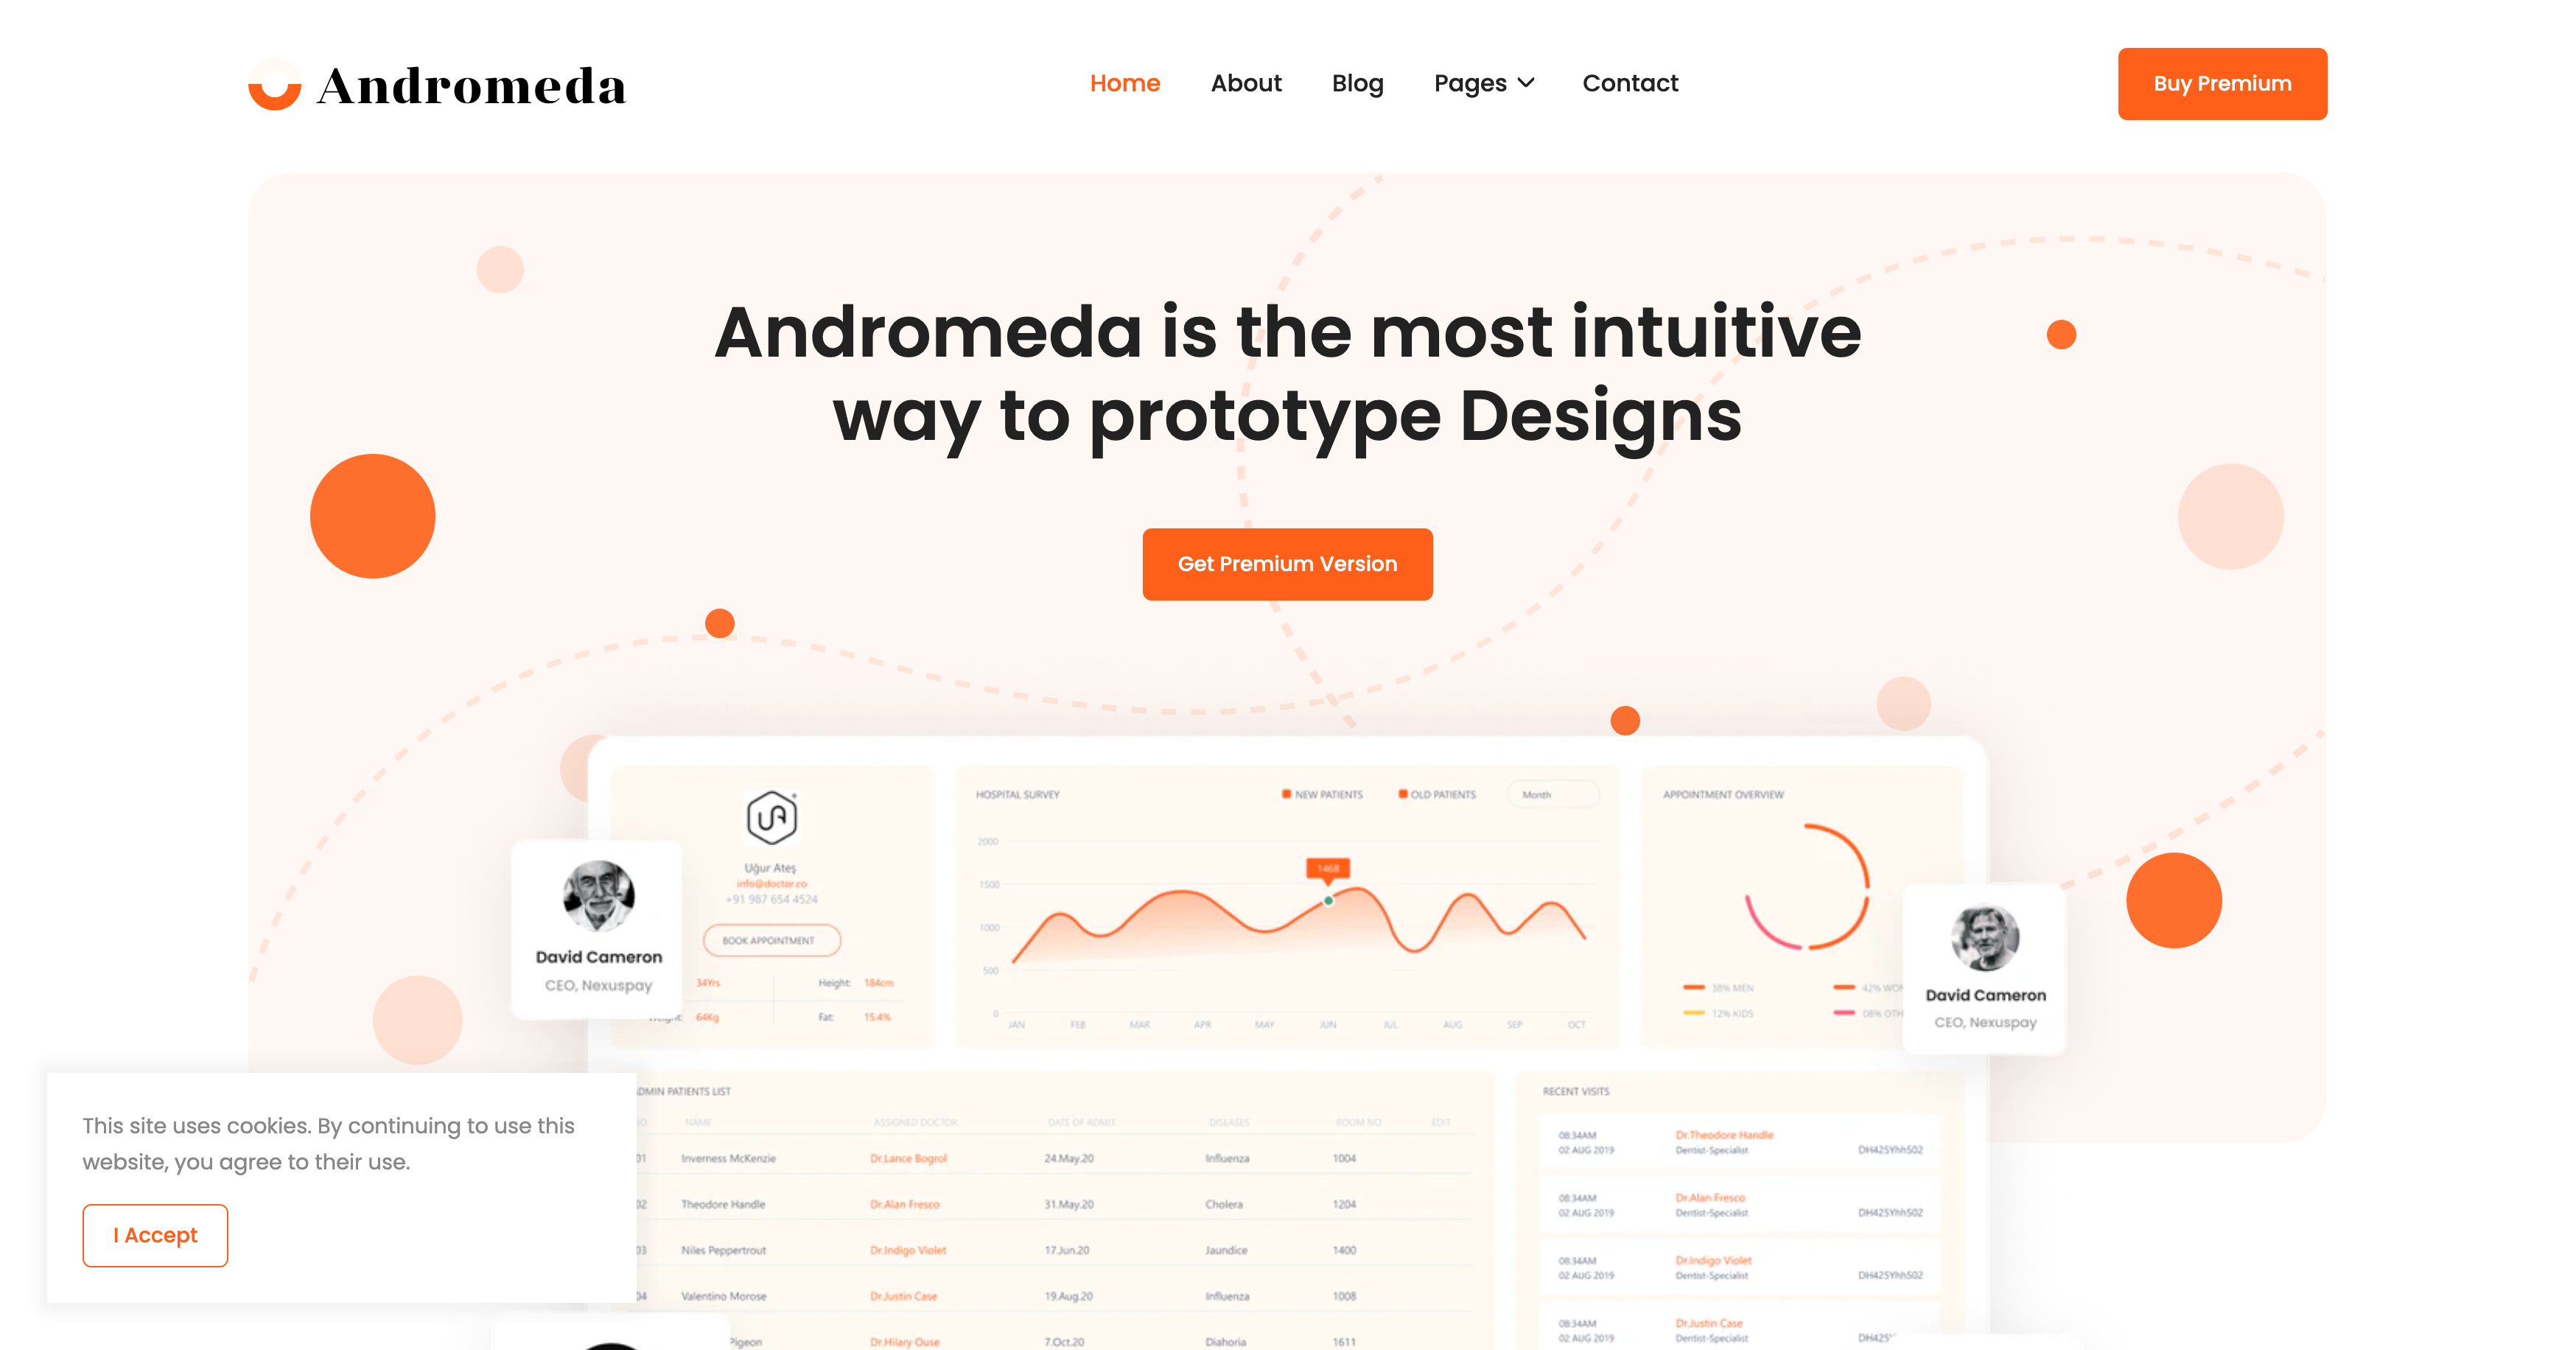 Andromeda
Home
About
Blog
Pages
Contact
Buy Premium
Andromeda is the most intuitive
way to prototype Designs
Get Premium Version
UA
Uğur Ateş
info@doctor.co
+91 987 654 4524
BOOK APPOINTMENT
34Yrs
Height: 184cm
Weight: 64Kg
Fat: 15.4%
David Cameron
CEO, Nexuspay
HOSPITAL SURVEY
NEW PATIENTS
OLD PATIENTS
Month
2000
1500
1000
500
0
1468
JAN FEB MAR APR MAY JUN JUL AUG SEP OCT
APPOINTMENT OVERVIEW
38% MEN
42% WOM
12% KIDS
08% OTH
David Cameron
CEO, Nexuspay
DMIN PATIENTS LIST
NO NAME ASSIGNED DOCTOR DATE OF ADMIT DISEASES ROOM NO EDIT
01 Inverness McKenzie Dr.Lance Bogrol 24.May.20 Influenza 1004
02 Theodore Handle Dr.Alan Fresco 31.May.20 Cholera 1204
03 Niles Peppertrout Dr.Indigo Violet 17.Jun.20 Jaundice 1400
04 Valentino Morose Dr.Justin Case 19.Aug.20 Influenza 1008
Pigeon Dr.Hilary Ouse 7.Oct.20 Diahoria 1611
RECENT VISITS
08:34AM Dr.Theodore Handle
02 AUG 2019 Dentist-Specialist DH425Yhh502
08:34AM Dr.Alan Fresco
02 AUG 2019 Dentist-Specialist DH425Yhh502
08:34AM Dr.Indigo Violet
02 AUG 2019 Dentist-Specialist DH425Yhh502
08:34AM Dr.Justin Case
02 AUG 2019 Dentist-Specialist DH425Y
This site uses cookies. By continuing to use this
website, you agree to their use.
I Accept